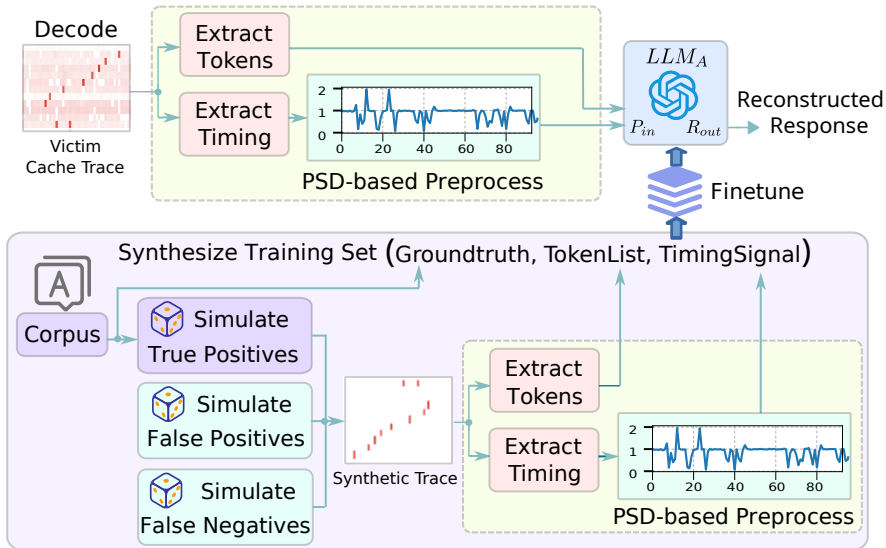 Decode
Victim
Cache Trace
Extract
Tokens
Extract
Timing
2
1
0
0
20
40
60
80
PSD-based Preprocess
LLM_A
P_in
R_out
Reconstructed
Response
Finetune
Synthesize Training Set (Groundtruth, TokenList, TimingSignal)
A
Corpus
Simulate
True Positives
Simulate
False Positives
Simulate
False Negatives
Synthetic Trace
Extract
Tokens
Extract
Timing
2
1
0
0
20
40
60
80
PSD-based Preprocess